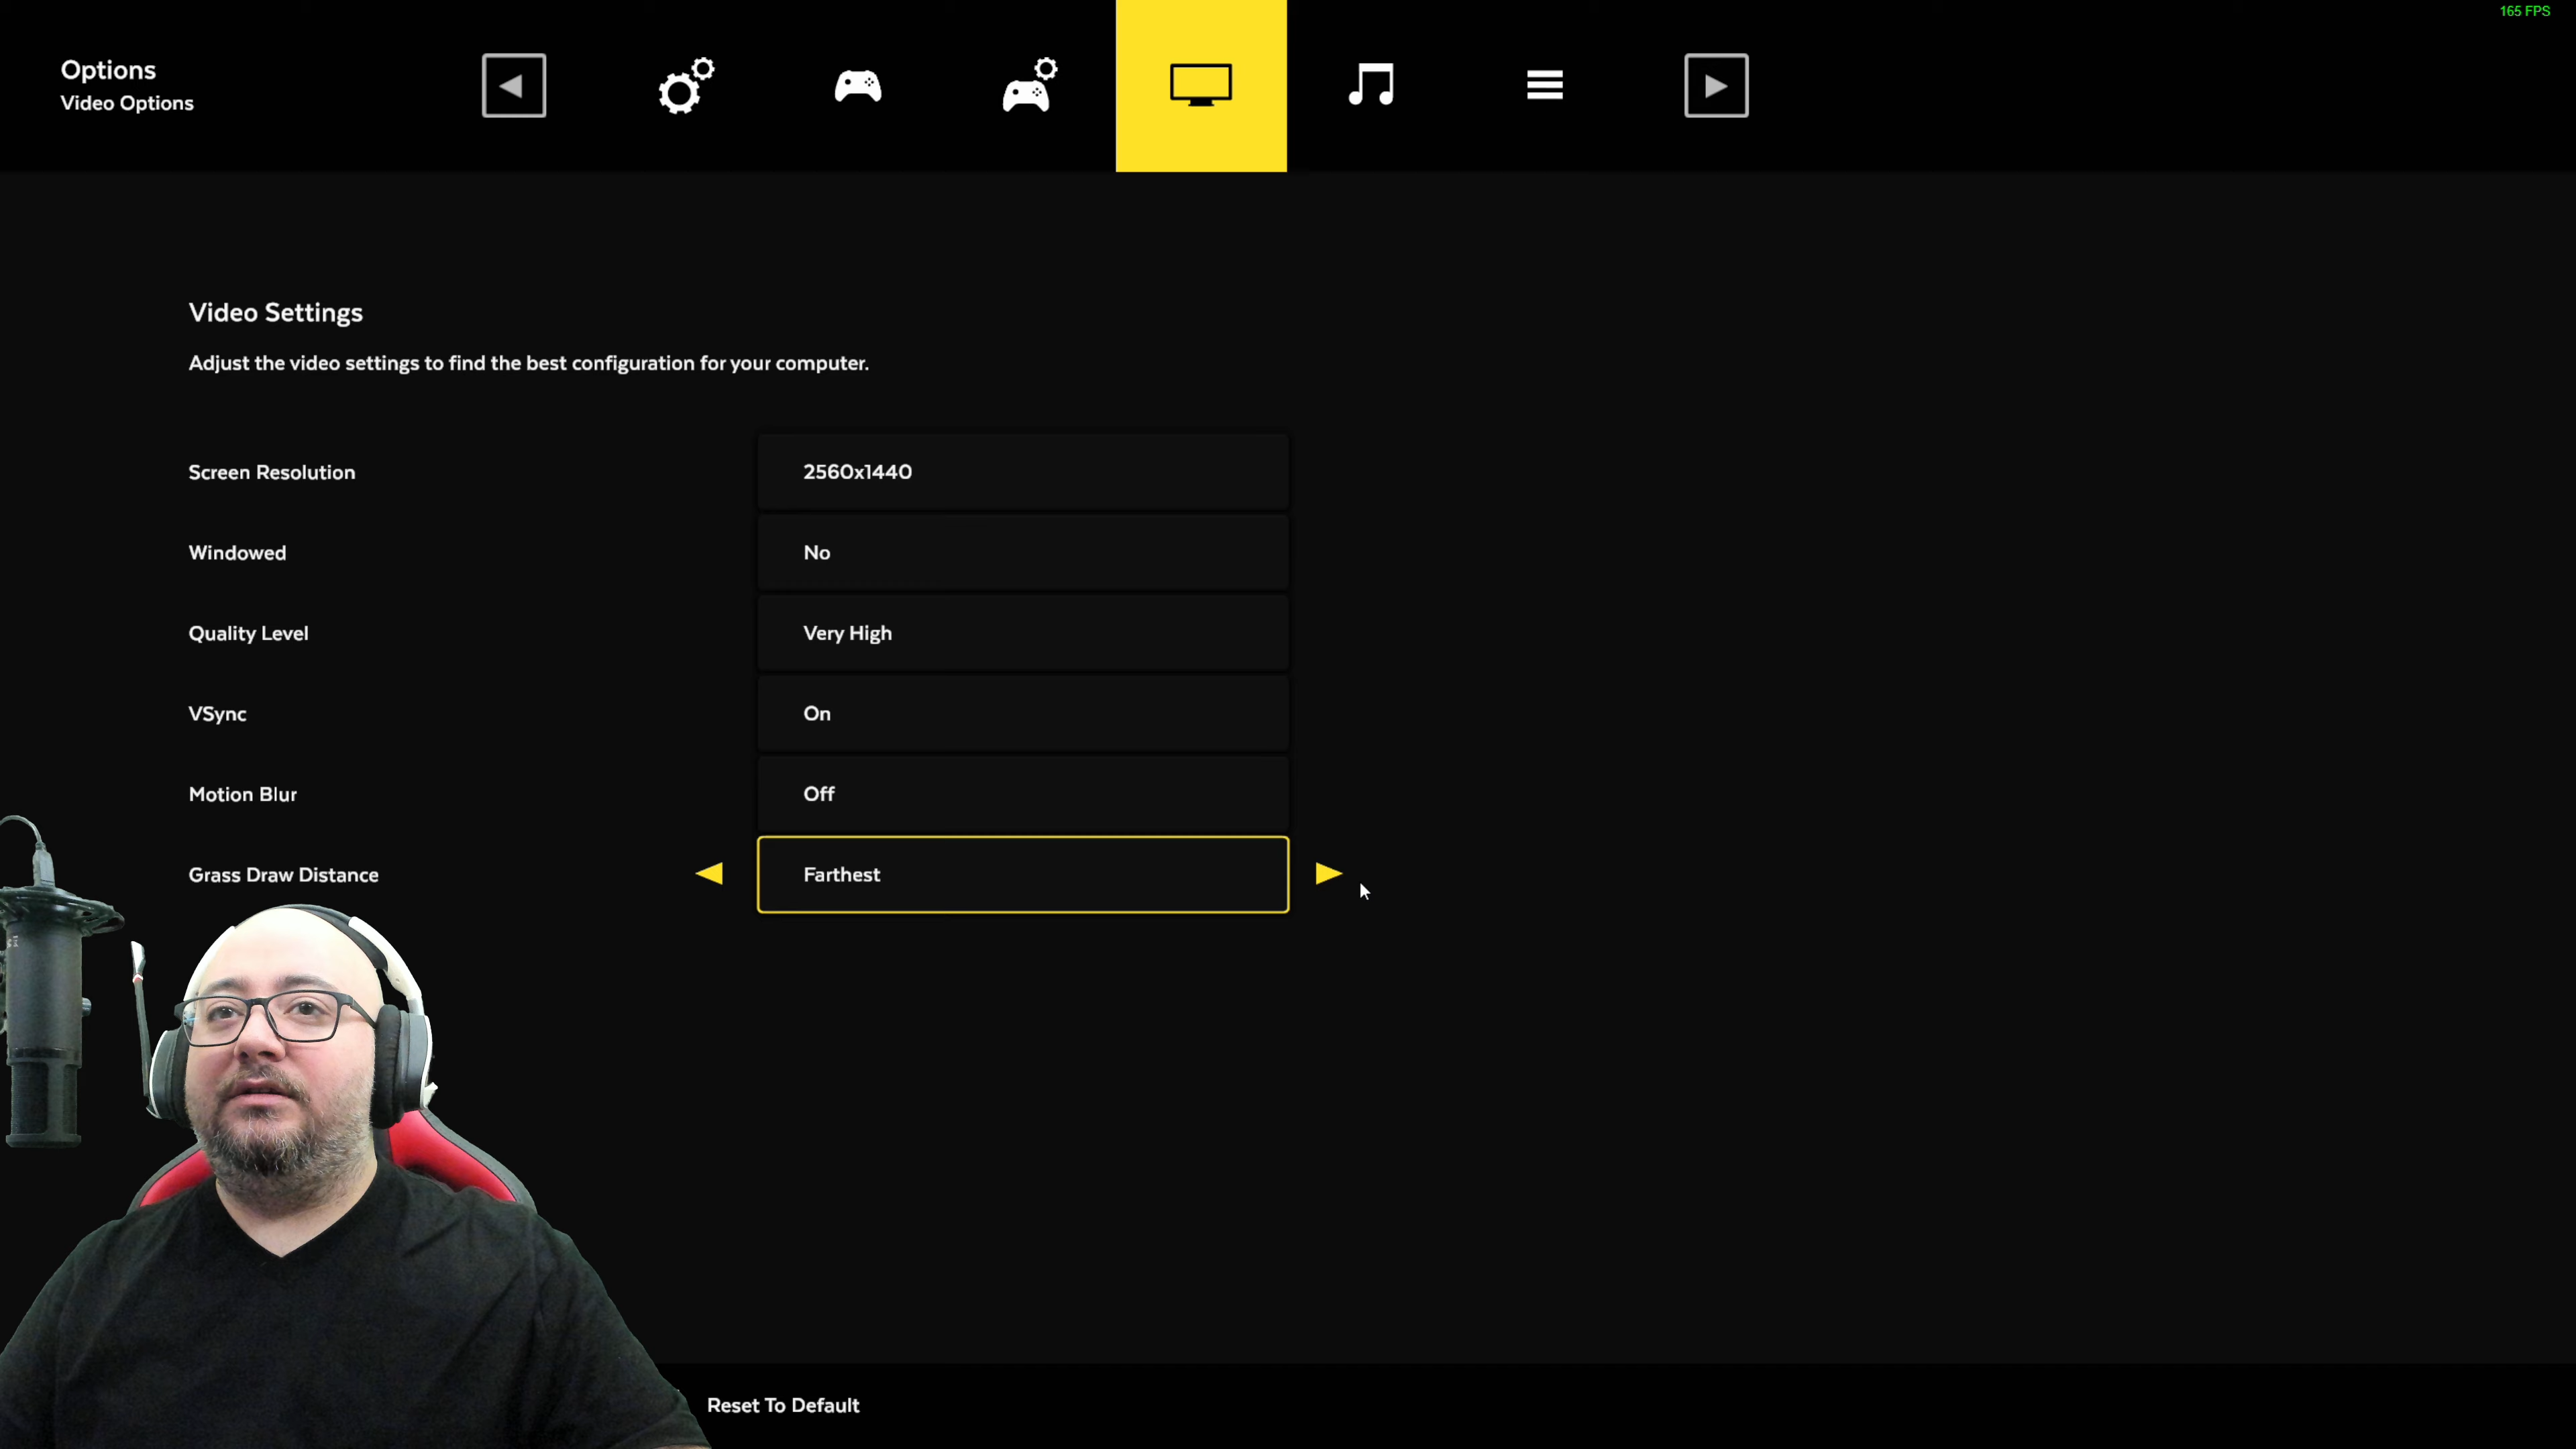 165 FPS
Options
Video Options
Video Settings
Adjust the video settings to find the best configuration for your computer.
Screen Resolution 2560x1440
Windowed No
Quality Level Very High
VSync On
Motion Blur Off
Grass Draw Distance Farthest
Reset To Default